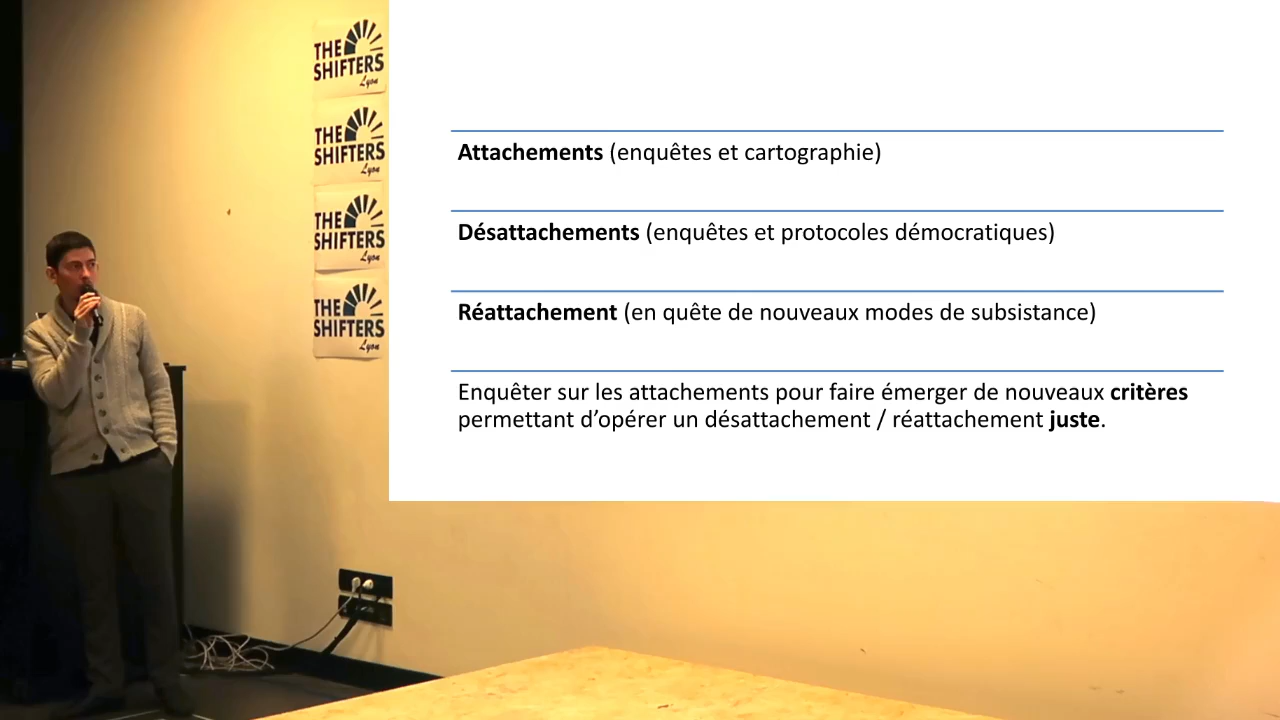 THE
SHIFTERS
Lyon
THE
SHIFTERS
Lyon
THE
SHIFTERS
Lyon
THE
SHIFTERS
Lyon
Attachements (enquêtes et cartographie)
Désattachements (enquêtes et protocoles démocratiques)
Réattachement (en quête de nouveaux modes de subsistance)
Enquêter sur les attachements pour faire émerger de nouveaux critères
permettant d’opérer un désattachement / réattachement juste.